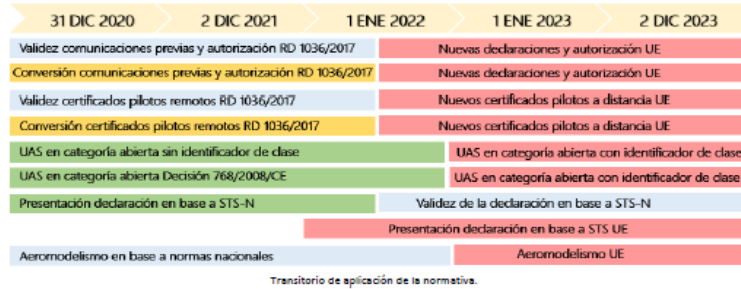 31 DIC 2020 2 DIC 2021 1 ENE 2022 1 ENE 2023 2 DIC 2023
Validez comunicaciones previas y autorización RD 1036/2017 Nuevas declaraciones y autorización UE
Conversión comunicaciones previas y autorización RD 1036/2017 Nuevas declaraciones y autorización UE
Validez certificados pilotos remotos RD 1036/2017 Nuevos certificados pilotos a distancia UE
Conversión certificados pilotos remotos RD 1036/2017 Nuevos certificados pilotos a distancia UE
UAS en categoría abierta sin identificador de clase UAS en categoría abierta con identificador de clase
UAS en categoría abierta Decisión 768/2008/CE UAS en categoría abierta con identificador de clase
Presentación declaración en base a STS-N Validez de la declaración en base a STS-N
Presentación declaración en base a STS UE
Aeromodelismo en base a normas nacionales Aeromodelismo UE
Transitorio de aplicación de la normativa.